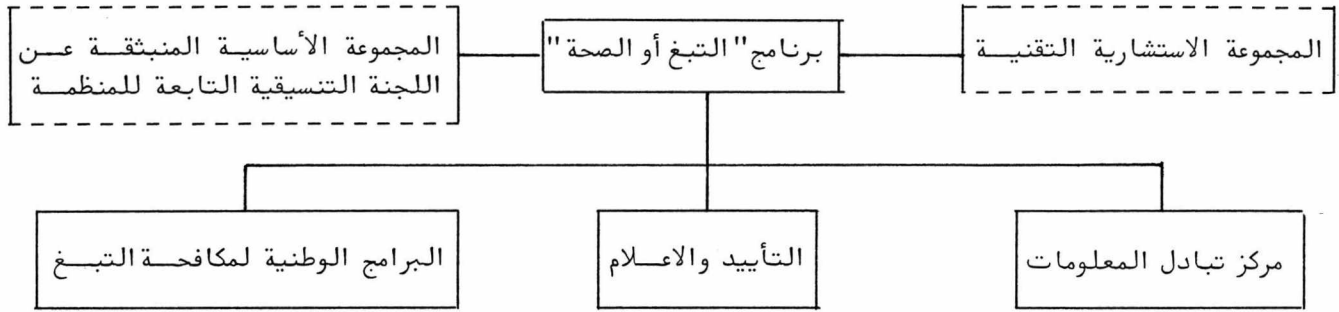 المجموعة الاستشارية التقنية
برنامج "التبغ أو الصحة"
المجموعة الأساسية المنبثقة عن
اللجنة التنسيقية التابعة للمنظمة
مركز تبادل المعلومات
التأييد والاعلام
البرامج الوطنية لمكافحة التبغ